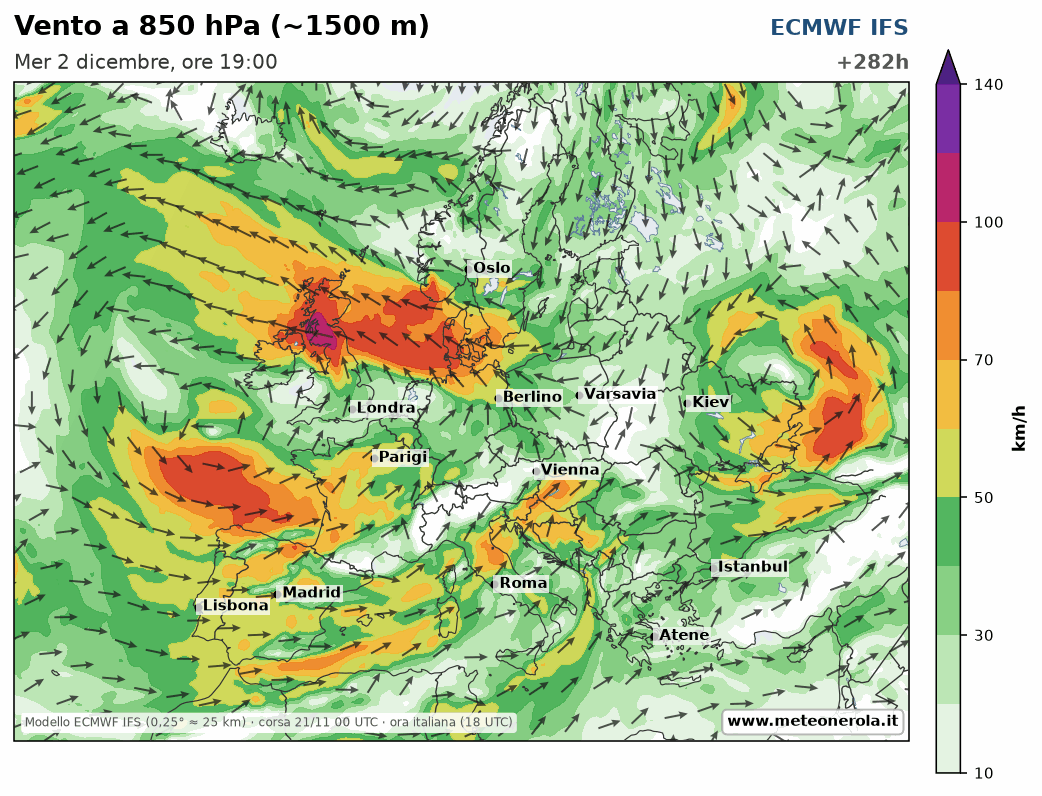 Vento a 850 hPa (~1500 m)
ECMWF IFS
Mer 2 dicembre, ore 19:00
+282h
140
100
70
50
30
10
km/h
Oslo
Berlino
Varsavia
Kiev
Londra
Parigi
Vienna
Istanbul
Roma
Madrid
Lisbona
Atene
Modello ECMWF IFS (0,25° ≈ 25 km) · corsa 21/11 00 UTC · ora italiana (18 UTC)
www.meteonerola.it